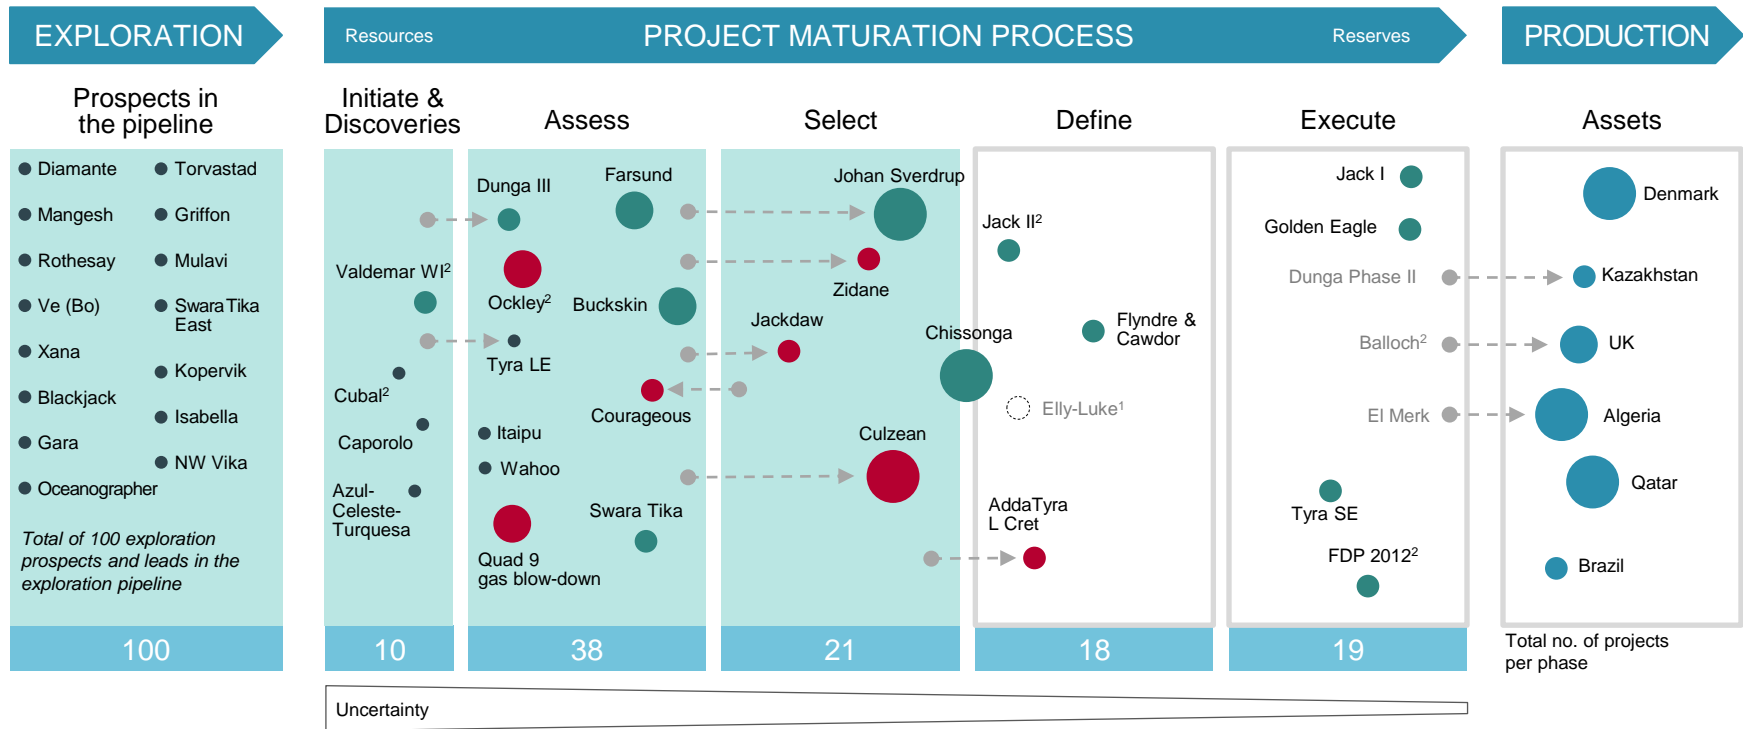 EXPLORATION
Resources
PROJECT MATURATION PROCESS
Reserves
PRODUCTION
Prospects in
the pipeline
Initiate &
Discoveries
Assess
Select
Define
Execute
Assets
Diamante
Mangesh
Rothesay
Ve (Bo)
Xana
Blackjack
Gara
Oceanographer
Torvastad
Griffon
Mulavi
Swara Tika
East
Kopervik
Isabella
NW Vika
Total of 100 exploration
prospects and leads in the
exploration pipeline
Valdemar WI²
Cubal²
Caporolo
Azul-
Celeste-
Turquesa
Dunga III
Farsund
Ockley²
Buckskin
Tyra LE
Courageous
Itaipu
Wahoo
Swara Tika
Quad 9
gas blow-down
Johan Sverdrup
Zidane
Jackdaw
Chissonga
Culzean
Jack II²
Flyndre &
Cawdor
Elly-Luke¹
AddaTyra
L Cret
Jack I
Golden Eagle
Dunga Phase II
Balloch²
El Merk
Tyra SE
FDP 2012²
Denmark
Kazakhstan
UK
Algeria
Qatar
Brazil
100
10
38
21
18
19
Total no. of projects
per phase
Uncertainty